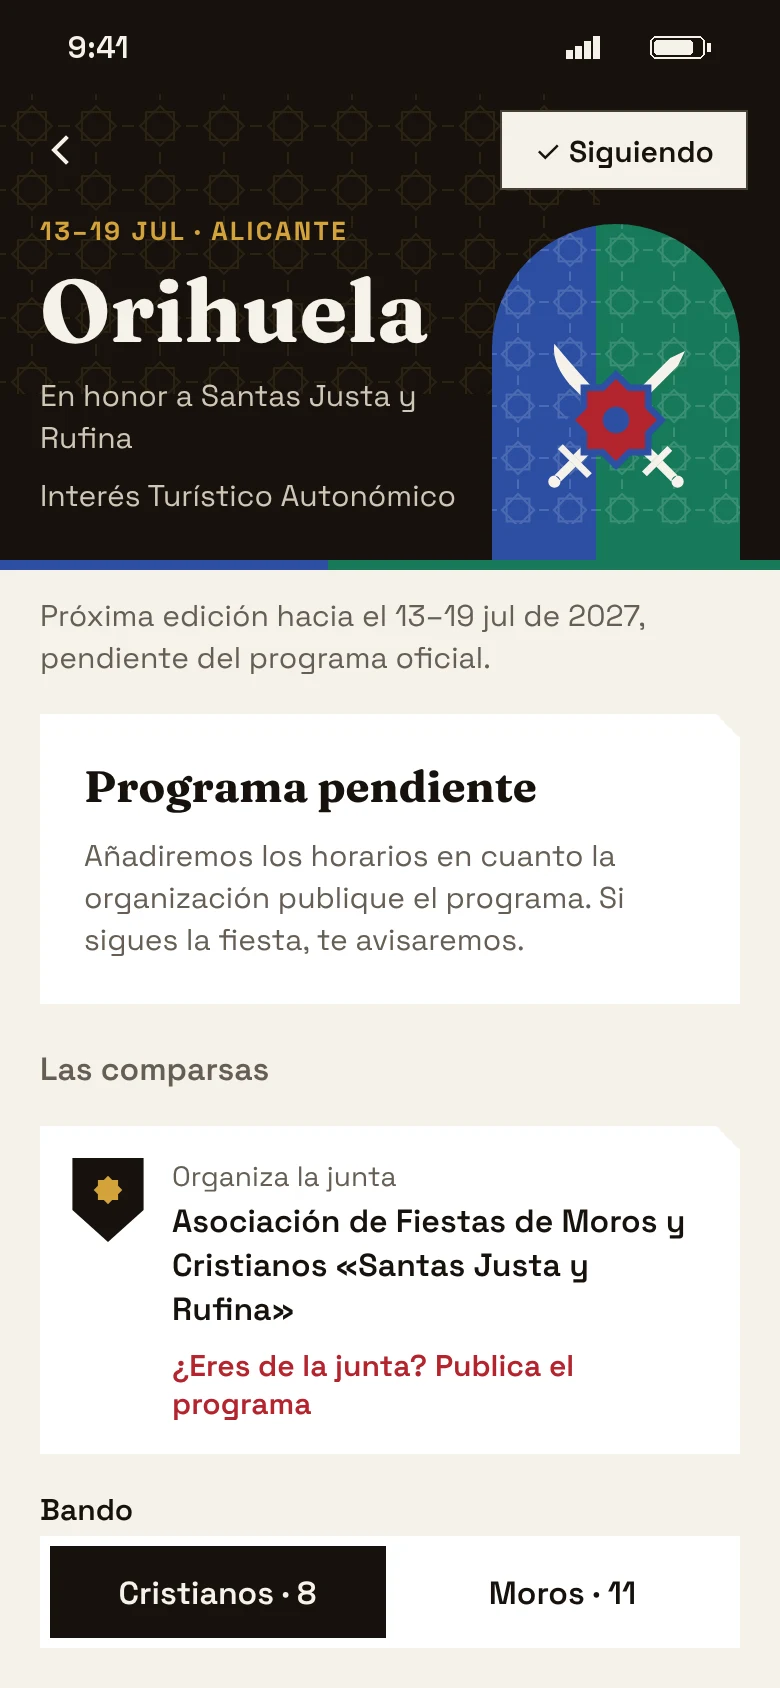 9:41
✓ Siguiendo
13–19 JUL · ALICANTE
Orihuela
En honor a Santas Justa y
Rufina
Interés Turístico Autonómico
Próxima edición hacia el 13–19 jul de 2027,
pendiente del programa oficial.
Programa pendiente
Añadiremos los horarios en cuanto la
organización publique el programa. Si
sigues la fiesta, te avisaremos.
Las comparsas
Organiza la junta
Asociación de Fiestas de Moros y
Cristianos «Santas Justa y
Rufina»
¿Eres de la junta? Publica el
programa
Bando
Cristianos · 8
Moros · 11